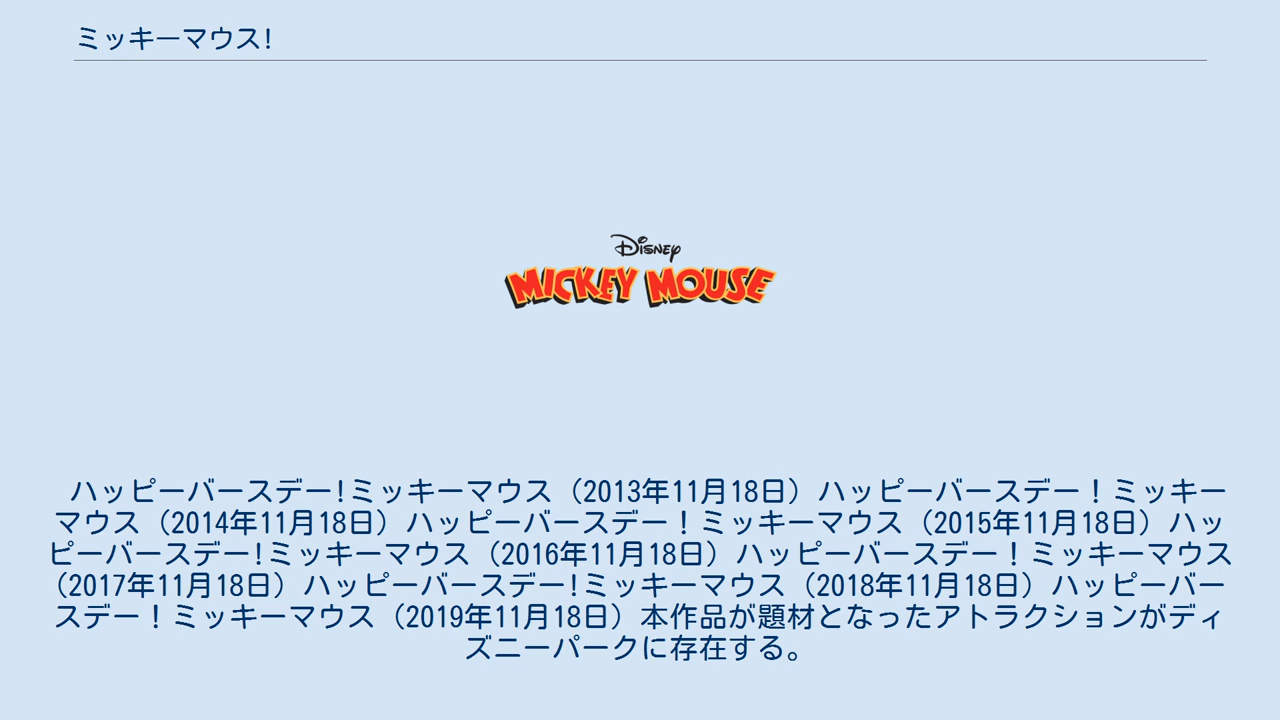 ミッキーマウス!
Disney
MICKEY MOUSE
ハッピーバースデー!ミッキーマウス（2013年11月18日）ハッピーバースデー！ミッキー
マウス（2014年11月18日）ハッピーバースデー！ミッキーマウス（2015年11月18日）ハッ
ピーバースデー!ミッキーマウス（2016年11月18日）ハッピーバースデー！ミッキーマウス
（2017年11月18日）ハッピーバースデー!ミッキーマウス（2018年11月18日）ハッピーバー
スデー！ミッキーマウス（2019年11月18日）本作品が題材となったアトラクションがディ
ズニーパークに存在する。